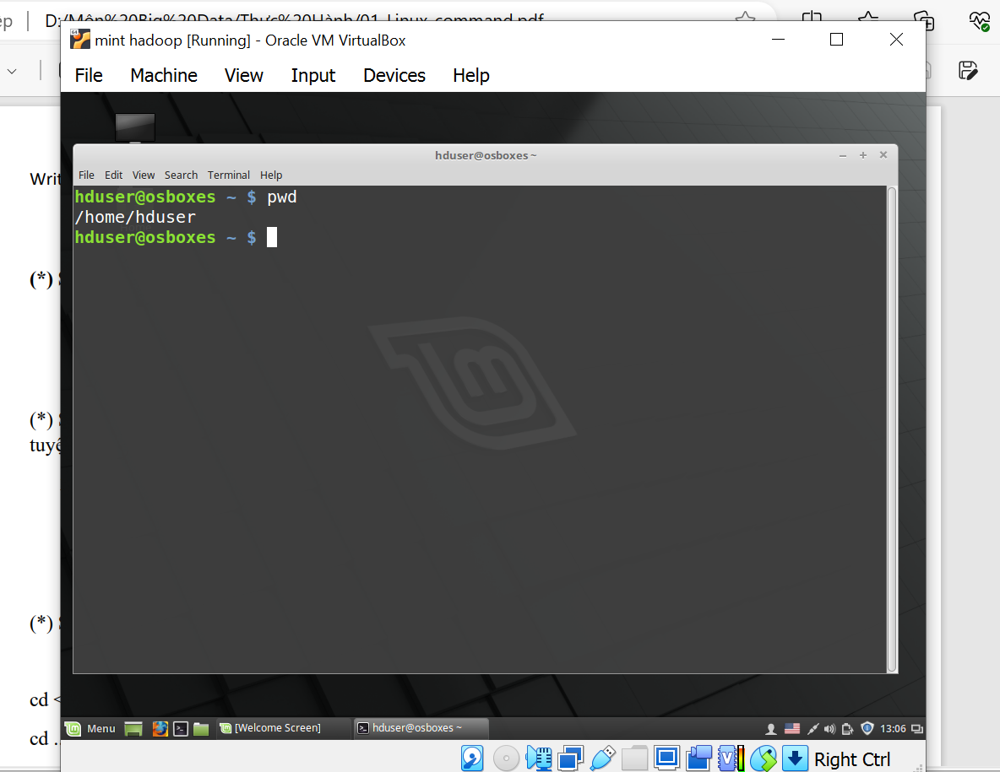 ep
D:/Môn%20Big%20Data/Thực%20Hành/01_Linux_command.pdf
mint hadoop [Running] - Oracle VM VirtualBox
File Machine View Input Devices Help
hduser@osboxes ~
File Edit View Search Terminal Help
hduser@osboxes ~ $ pwd
/home/hduser
hduser@osboxes ~ $
Writ
(*)
(*)
tuyệ
(*)
cd <
cd ..
Menu [Welcome Screen] hduser@osboxes ~ 13:06
Right Ctrl